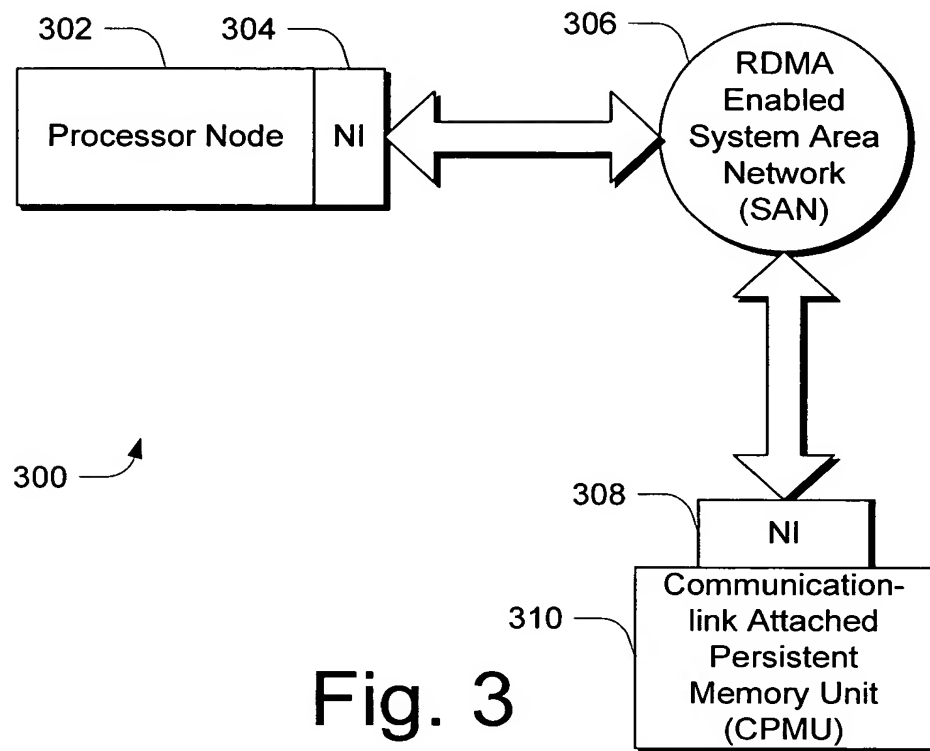 302
304
306
Processor Node
NI
RDMA
Enabled
System Area
Network
(SAN)
300
308
NI
310
Communication-
link Attached
Persistent
Memory Unit
(CPMU)
Fig. 3